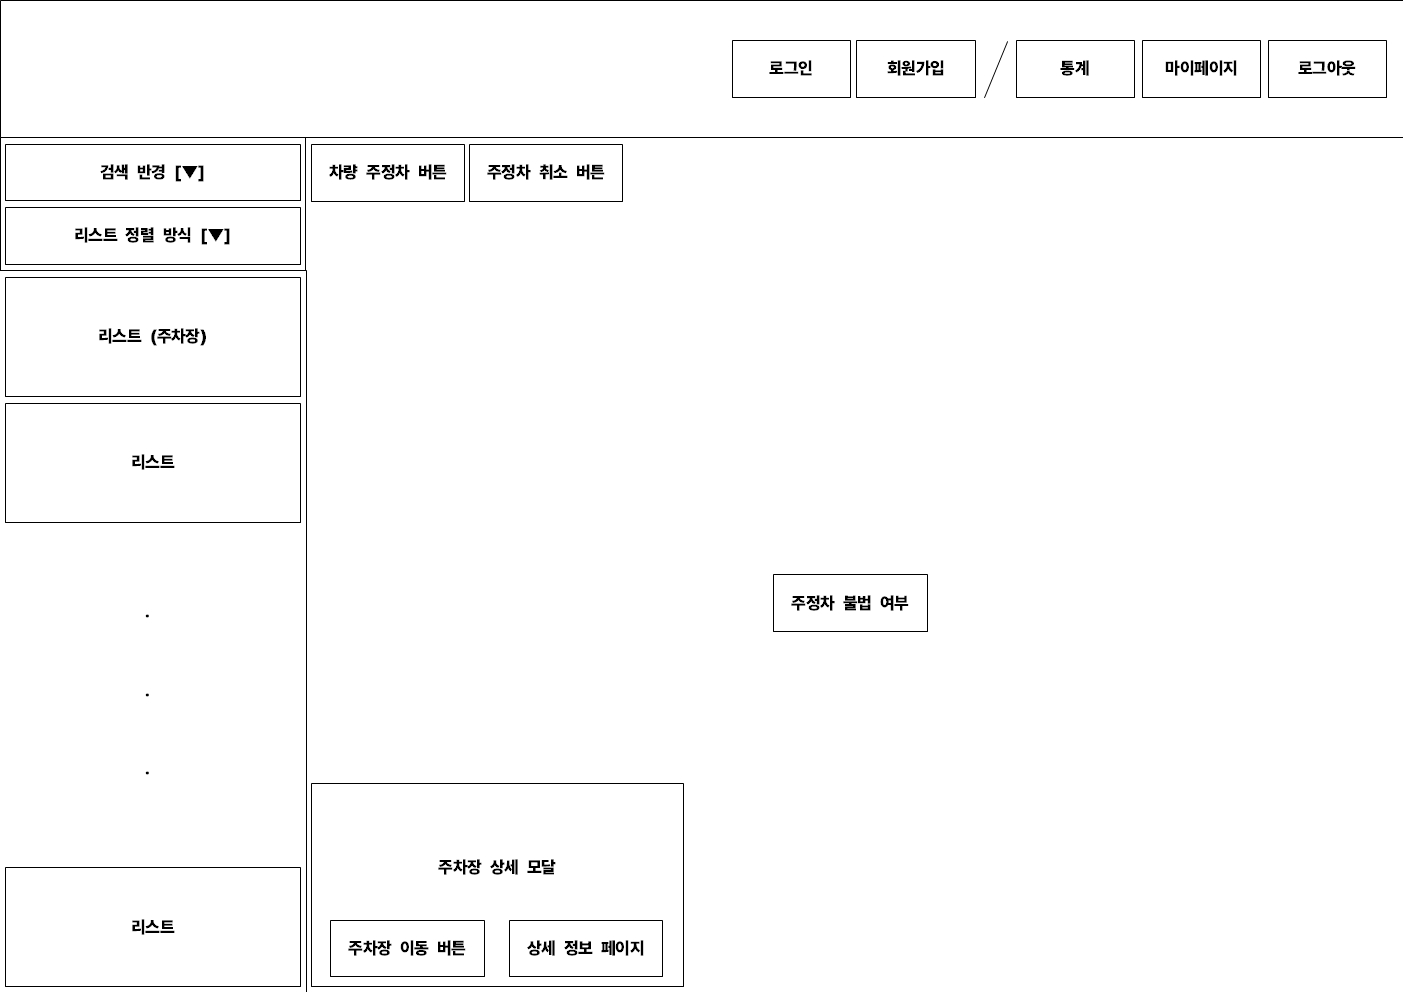 로그인
회원가입
/
통계
마이페이지
로그아웃
검색 반경 [▼]
리스트 정렬 방식 [▼]
차량 주정차 버튼
주정차 취소 버튼
리스트 (주차장)
리스트
.
.
.
리스트
주정차 불법 여부
주차장 상세 모달
주차장 이동 버튼
상세 정보 페이지